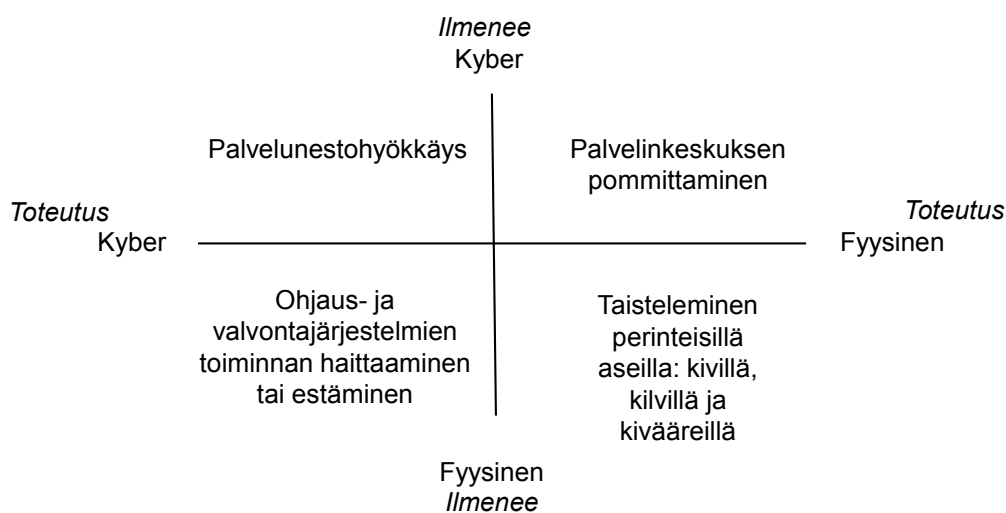 Ilmenee
Kyber
Palvelunestohyökkäys
Palvelinkeskuksen
pommittaminen
Toteutus
Kyber
Toteutus
Fyysinen
Ohjaus- ja
valvontajärjestelmien
toiminnan haittaaminen
tai estäminen
Taisteleminen
perinteisillä
aseilla: kivillä,
kilvillä ja
kivääreillä
Fyysinen
Ilmenee